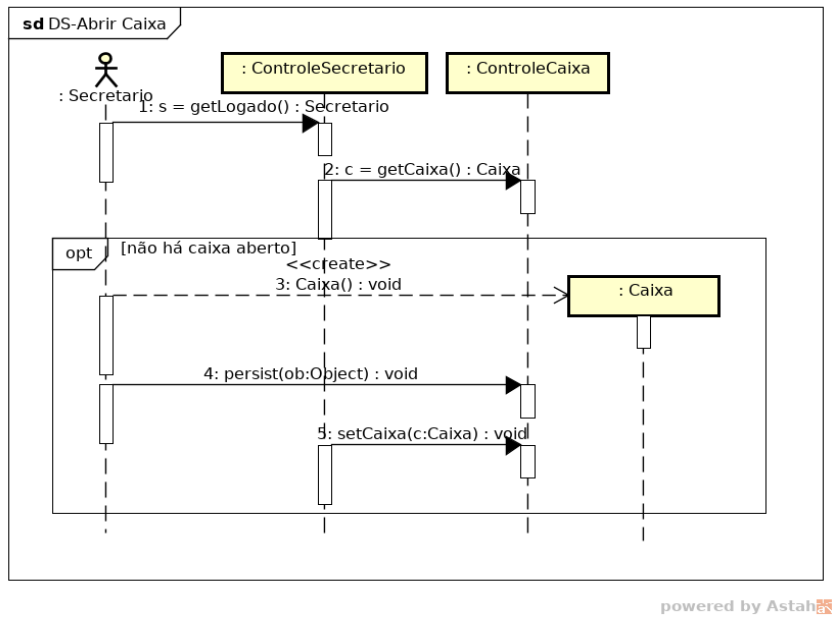 sd DS-Abrir Caixa
: Secretario
: ControleSecretario
: ControleCaixa
1: s = getLogado() : Secretario
2: c = getCaixa() : Caixa
opt
[não há caixa aberto]
<<create>>
3: Caixa() : void
: Caixa
4: persist(ob:Object) : void
5: setCaixa(c:Caixa) : void
powered by Astah